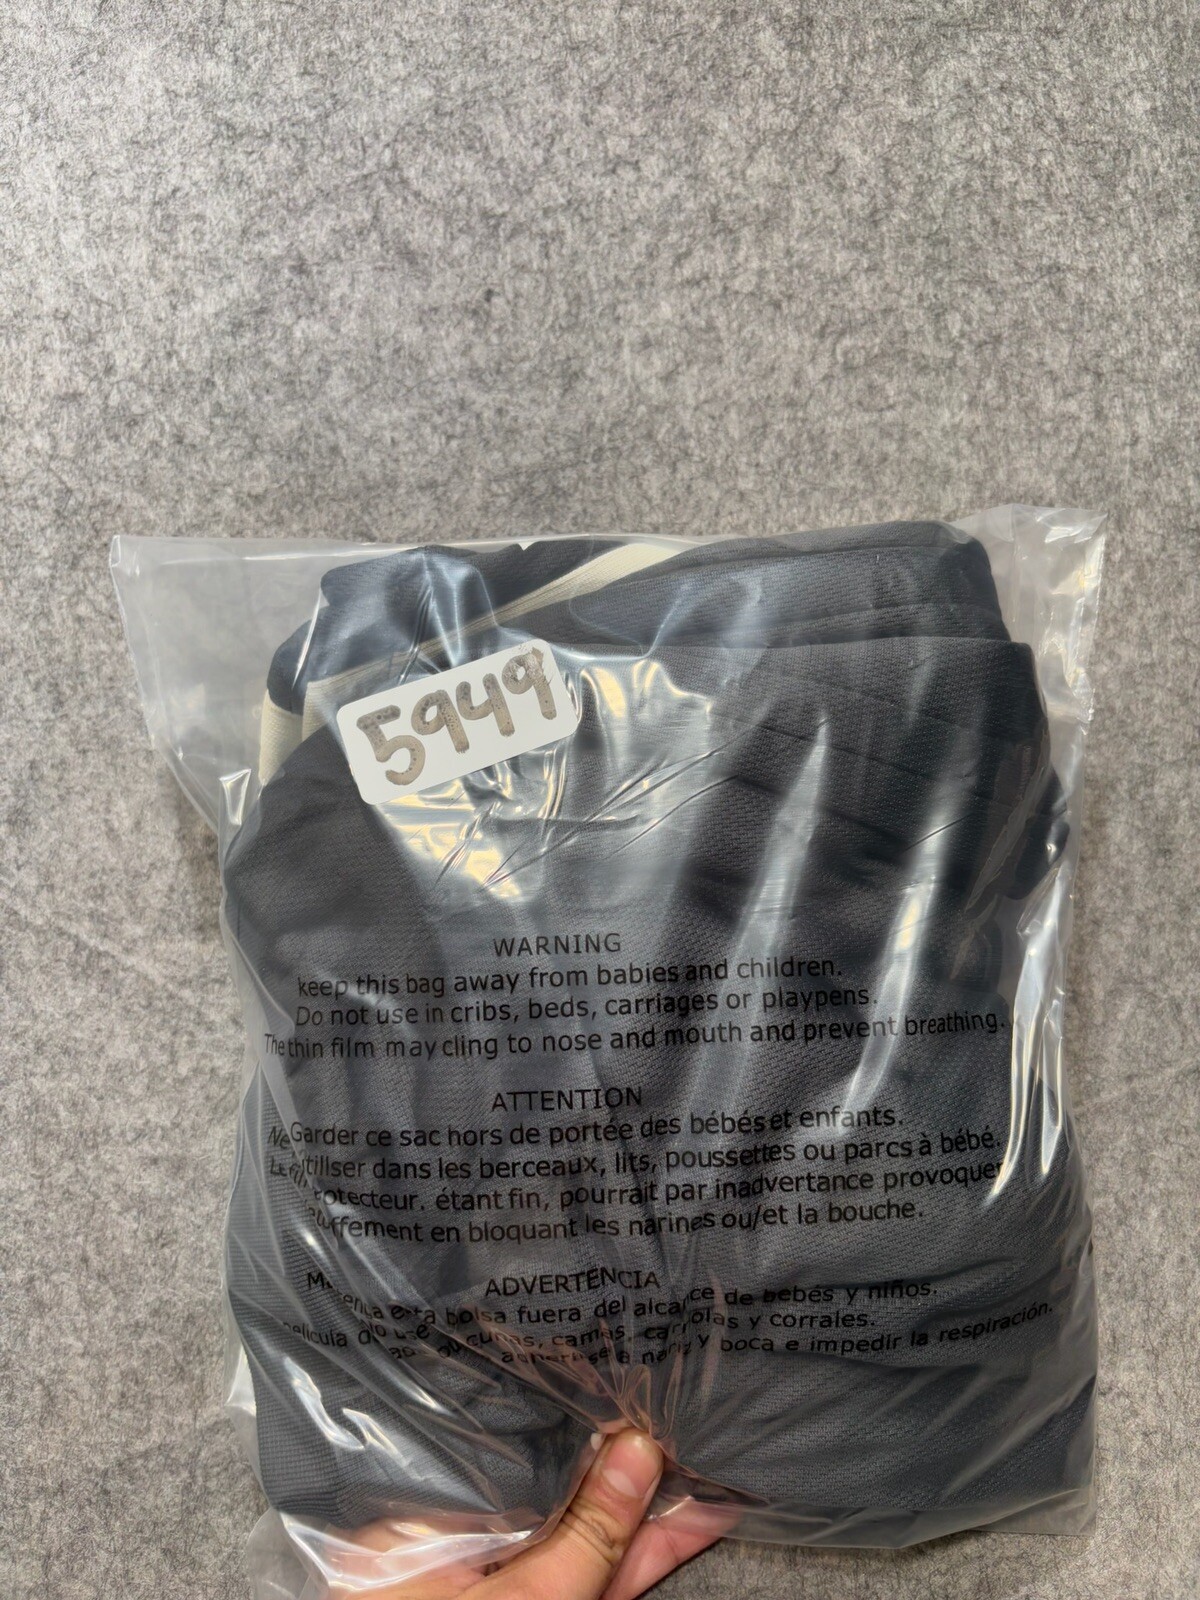 5949
WARNING
keep this bag away from babies and children.
Do not use in cribs, beds, carriages or playpens.
The thin film may cling to nose and mouth and prevent breathing.
ATTENTION
Garder ce sac hors de portée des bébés et enfants.
Ne utiliser dans les berceaux, lits, poussettes ou parcs à bébé.
étant fin, pourrait par inadvertance provoquer
en bloquant les narines ou/et la bouche.
ADVERTENCIA
bolsa fuera del alcance de bebés y niños.
cunas, camas, y corrales.
a nariz y boca e impedir la respiración.